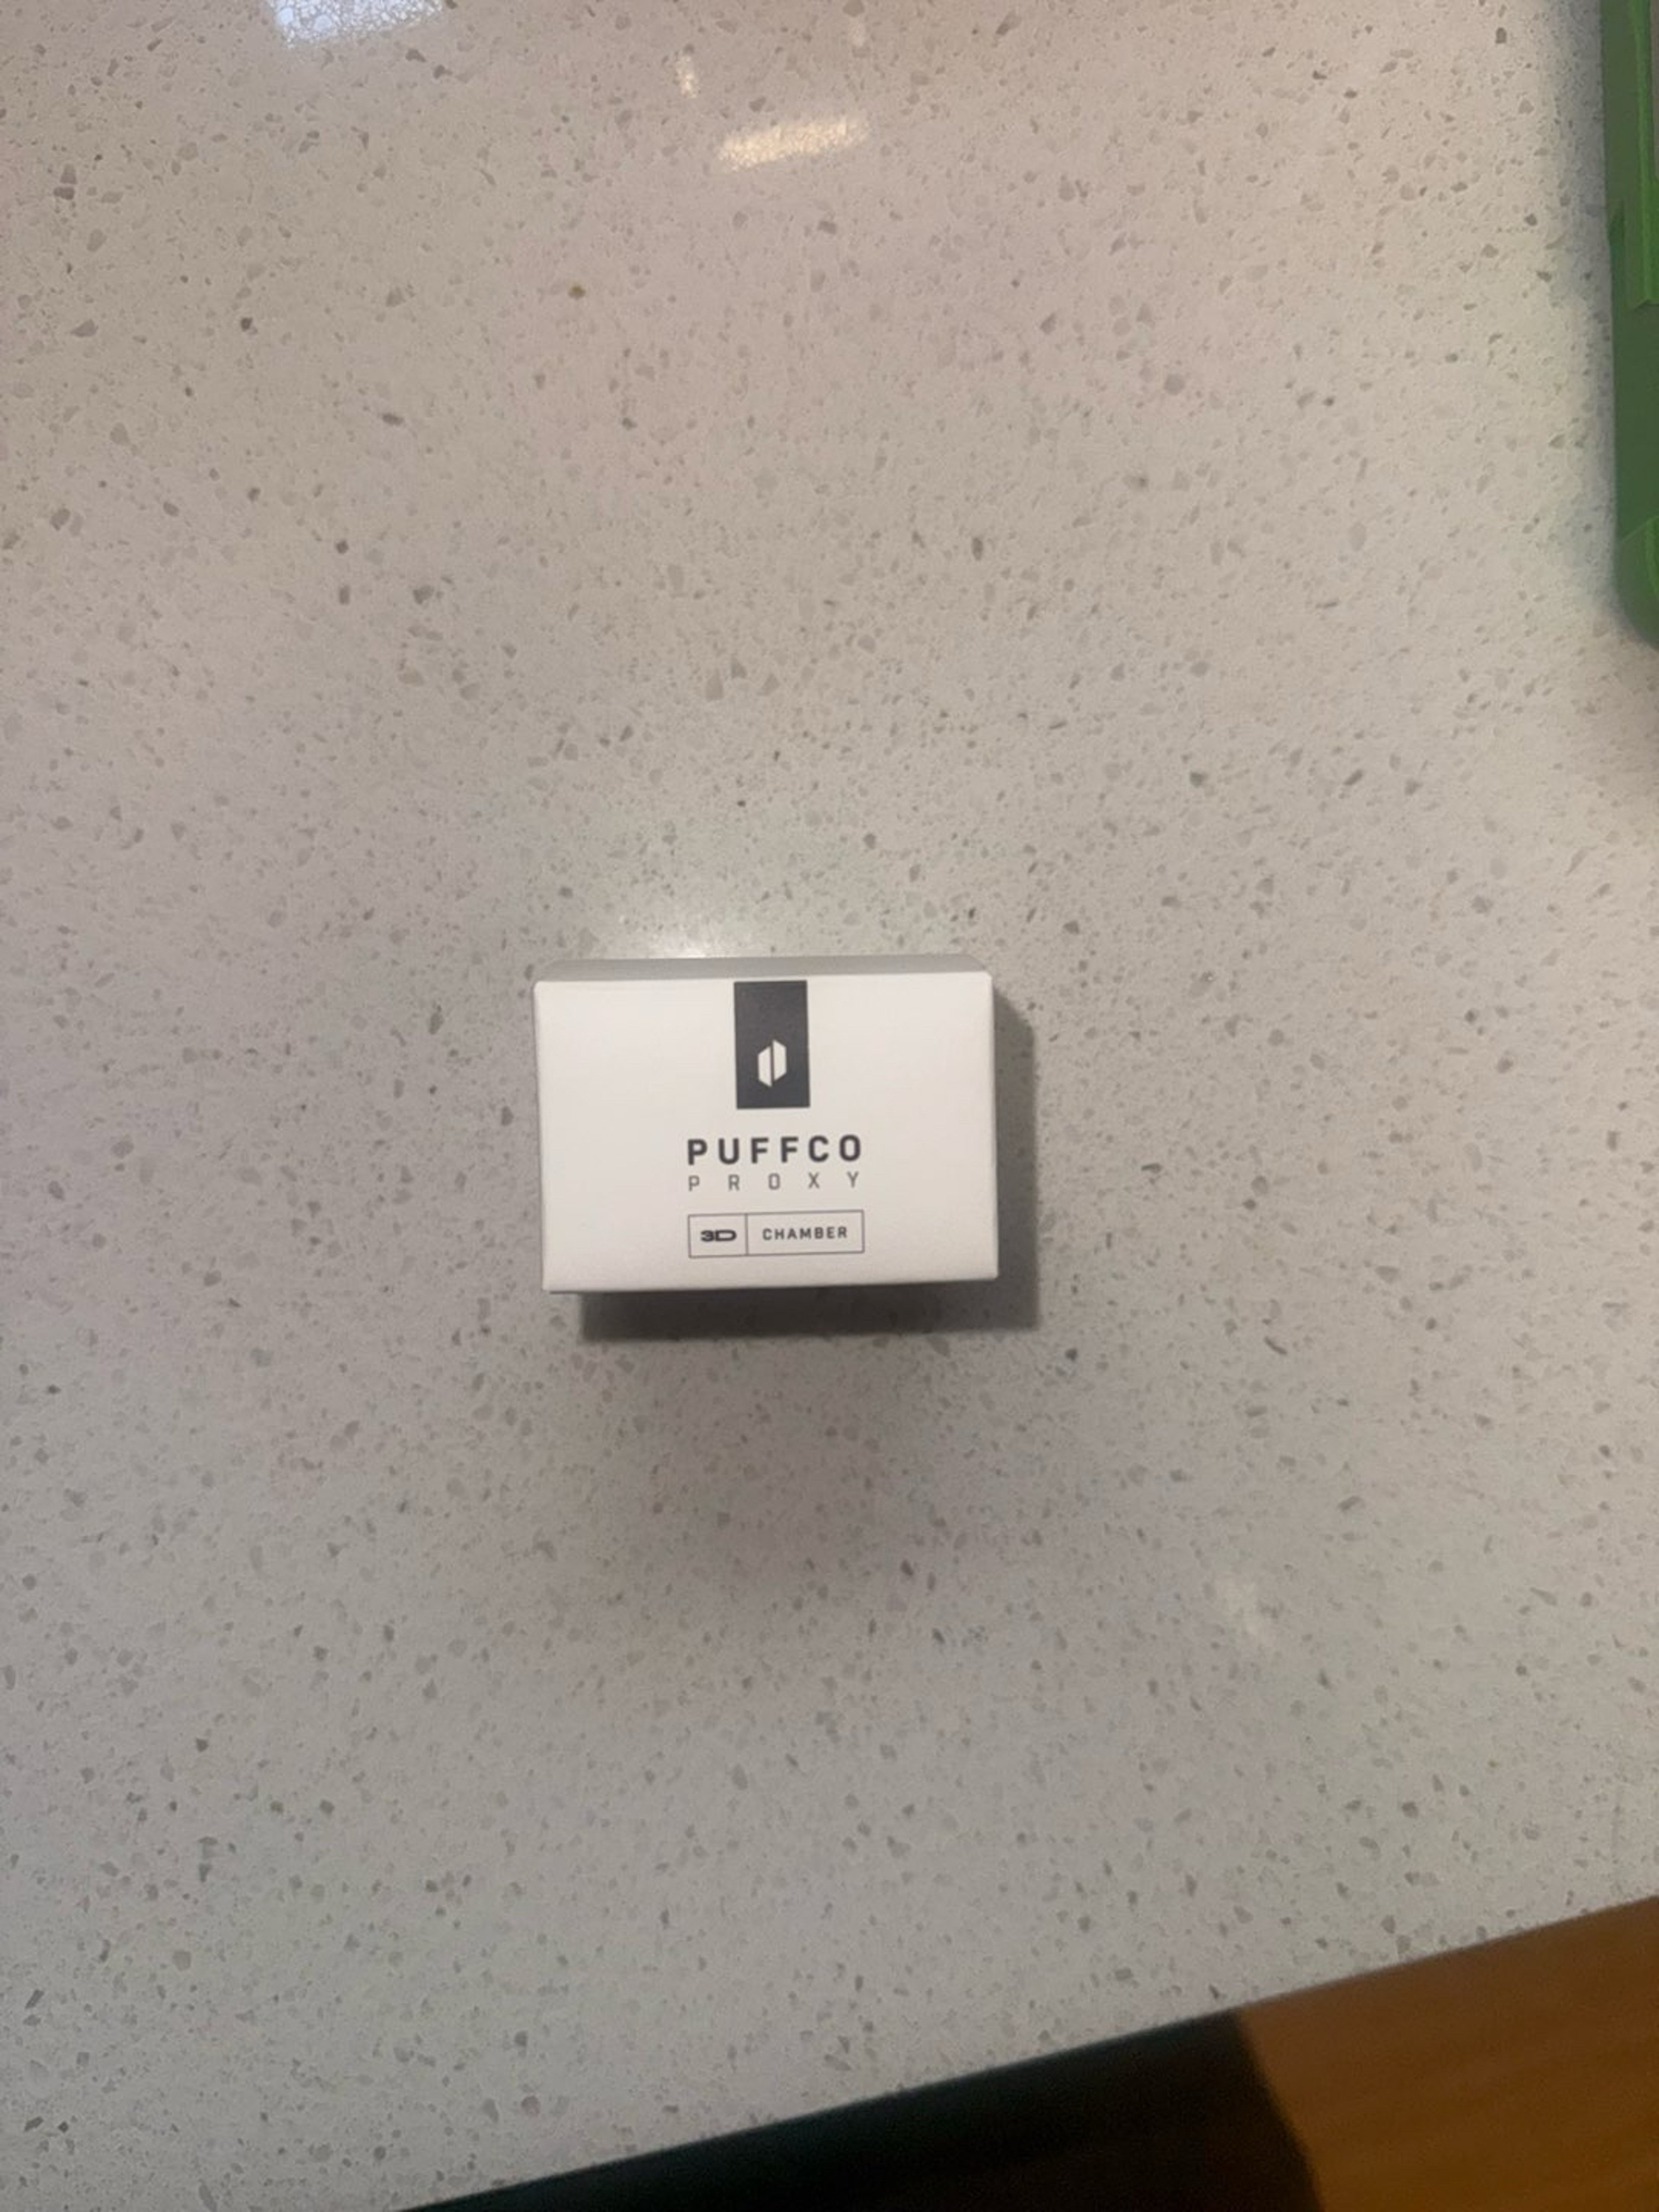 PUFFCO
PROXY
3D CHAMBER